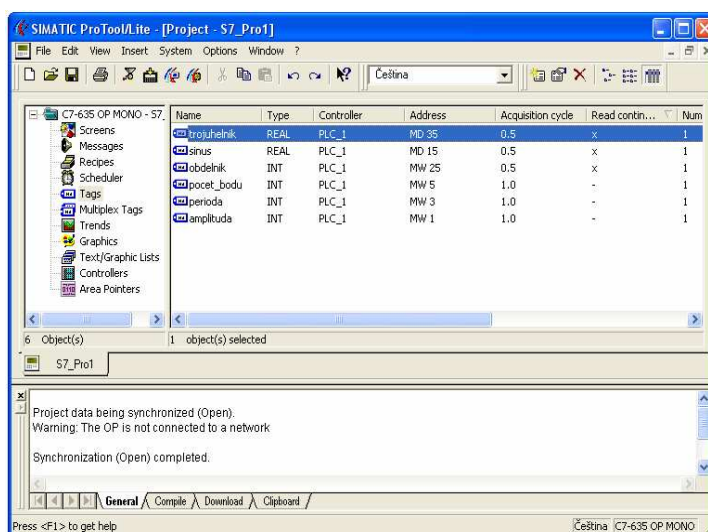 SIMATIC ProTool/Lite - [Project - S7_Pro1]
File Edit View Insert System Options Window ?
Čeština
C7-635 OP MONO - S7_
Screens
Messages
Recipes
Scheduler
Tags
Multiplex Tags
Trends
Graphics
Text/Graphic Lists
Controllers
Area Pointers
Name Type Controller Address Acquisition cycle Read contin... Num
trojuhelnik REAL PLC_1 MD 35 0.5 x 1
sinus REAL PLC_1 MD 15 0.5 x 1
obdelnik INT PLC_1 MW 25 0.5 x 1
pocet_bodu INT PLC_1 MW 5 1.0 - 1
perioda INT PLC_1 MW 3 1.0 - 1
amplituda INT PLC_1 MW 1 1.0 - 1
6 Object(s) 1 object(s) selected
S7_Pro1
Project data being synchronized (Open).
Warning: The OP is not connected to a network
Synchronization (Open) completed.
General Compile Download Clipboard
Press <F1> to get help Čeština C7-635 OP MONO